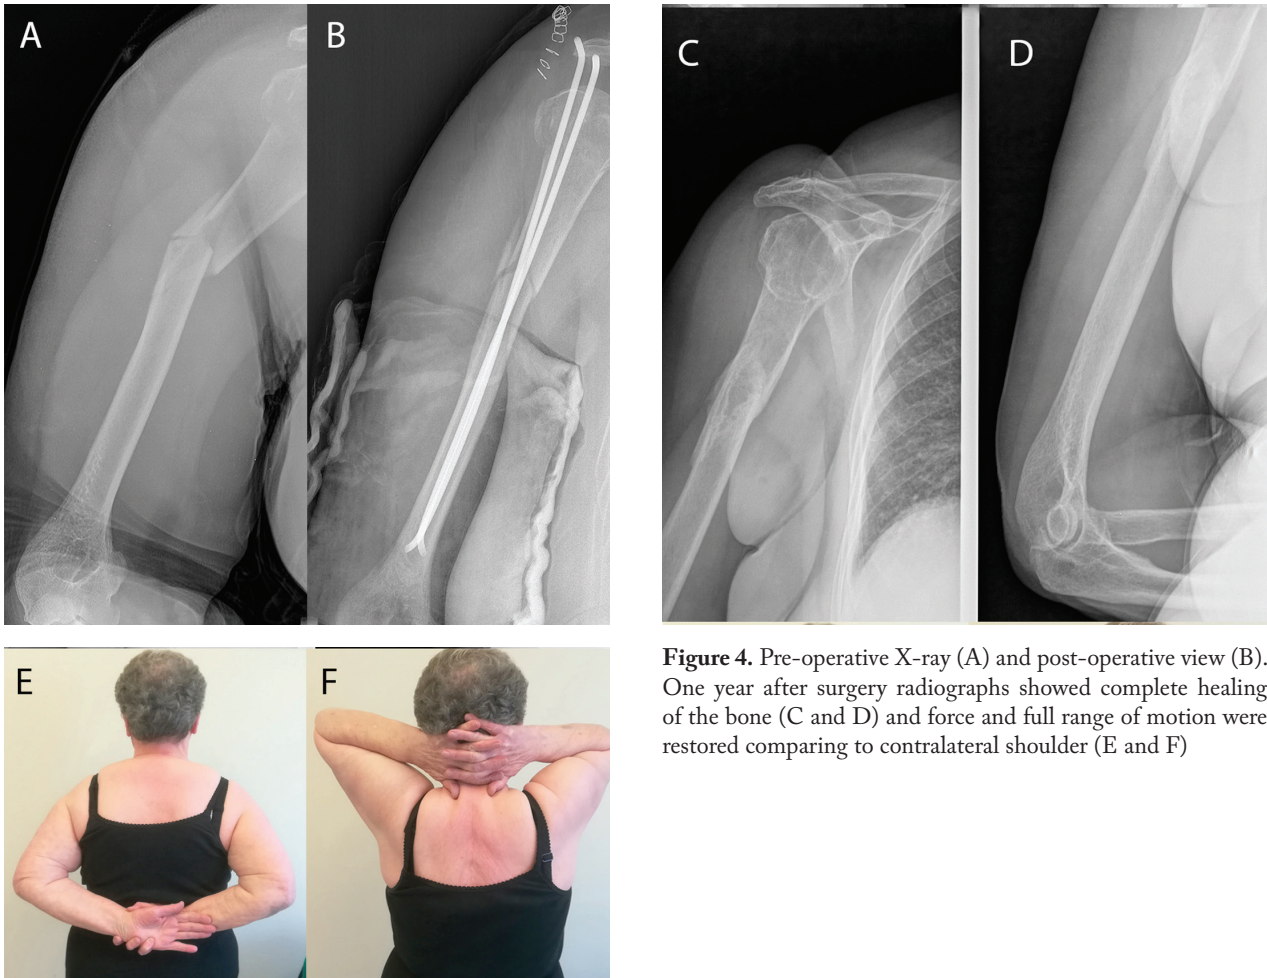 A
B
C
D
E
F
Figure 4. Pre-operative X-ray (A) and post-operative view (B).
One year after surgery radiographs showed complete healing
of the bone (C and D) and force and full range of motion were
restored comparing to contralateral shoulder (E and F)